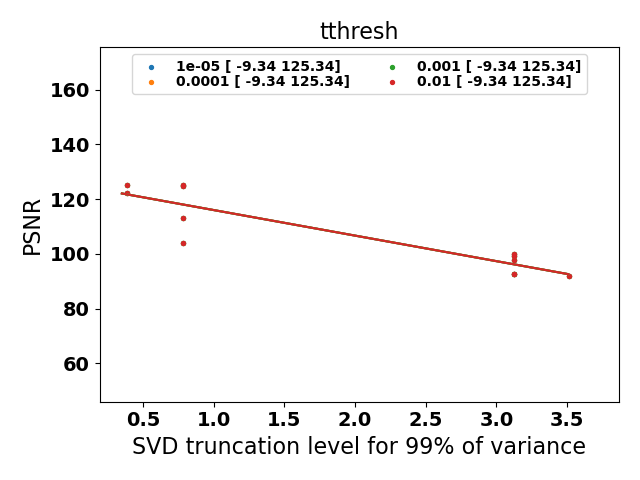 tthresh
1e-05 [ -9.34 125.34]
0.0001 [ -9.34 125.34]
0.001 [ -9.34 125.34]
0.01 [ -9.34 125.34]
PSNR
160
140
120
100
80
60
0.5 1.0 1.5 2.0 2.5 3.0 3.5
SVD truncation level for 99% of variance